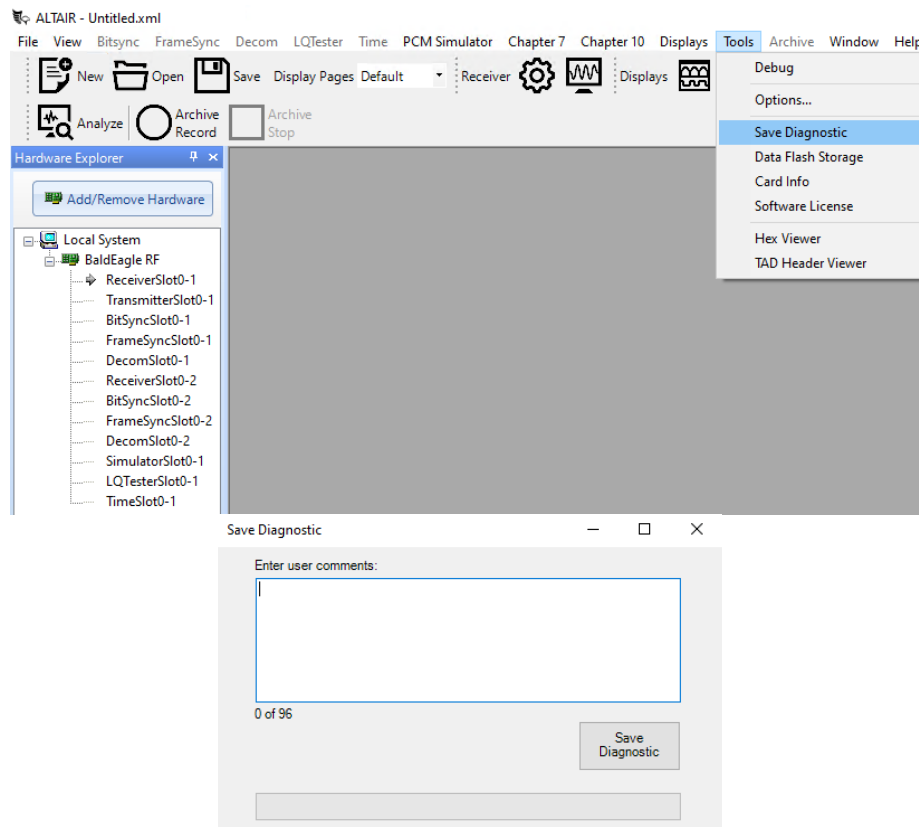 ALTAIR - Untitled.xml
File View Bitsync FrameSync Decom LQTester Time PCM Simulator Chapter 7 Chapter 10 Displays Tools Archive Window Help
New Open Save Display Pages Default Receiver Displays
Analyze Archive Record Archive Stop
Debug
Options...
Save Diagnostic
Data Flash Storage
Card Info
Software License
Hex Viewer
TAD Header Viewer
Hardware Explorer
Add/Remove Hardware
Local System
BaldEagle RF
ReceiverSlot0-1
TransmitterSlot0-1
BitSyncSlot0-1
FrameSyncSlot0-1
DecomSlot0-1
ReceiverSlot0-2
BitSyncSlot0-2
FrameSyncSlot0-2
DecomSlot0-2
SimulatorSlot0-1
LQTesterSlot0-1
TimeSlot0-1
Save Diagnostic
Enter user comments:
0 of 96
Save
Diagnostic